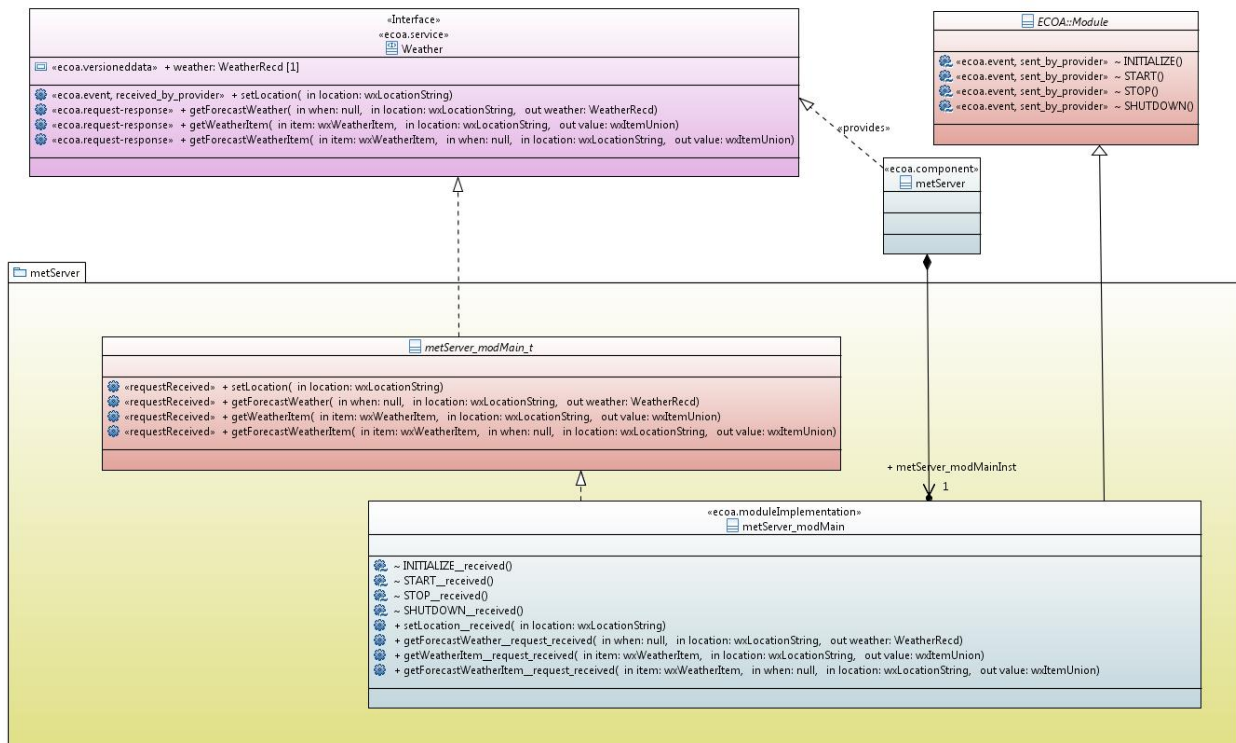 «Interface»
«ecoa.service»
Weather
«ecoa.versioneddata» + weather: WeatherRecd [1]
«ecoa.event, received_by_provider» + setLocation( in location: wxLocationString)
«ecoa.request-response» + getForecastWeather( in when: null, in location: wxLocationString, out weather: WeatherRecd)
«ecoa.request-response» + getWeatherItem( in item: wxWeatherItem, in location: wxLocationString, out value: wxItemUnion)
«ecoa.request-response» + getForecastWeatherItem( in item: wxWeatherItem, in when: null, in location: wxLocationString, out value: wxItemUnion)
ECOA::Module
«ecoa.event, sent_by_provider» ~ INITIALIZE()
«ecoa.event, sent_by_provider» ~ START()
«ecoa.event, sent_by_provider» ~ STOP()
«ecoa.event, sent_by_provider» ~ SHUTDOWN()
«provides»
«ecoa.component»
metServer
metServer
metServer_modMain_t
«requestReceived» + setLocation( in location: wxLocationString)
«requestReceived» + getForecastWeather( in when: null, in location: wxLocationString, out weather: WeatherRecd)
«requestReceived» + getWeatherItem( in item: wxWeatherItem, in location: wxLocationString, out value: wxItemUnion)
«requestReceived» + getForecastWeatherItem( in item: wxWeatherItem, in when: null, in location: wxLocationString, out value: wxItemUnion)
+ metServer_modMainInst
1
«ecoa.moduleImplementation»
metServer_modMain
~ INITIALIZE__received()
~ START__received()
~ STOP__received()
~ SHUTDOWN__received()
+ setLocation__received( in location: wxLocationString)
+ getForecastWeather__request_received( in when: null, in location: wxLocationString, out weather: WeatherRecd)
+ getWeatherItem__request_received( in item: wxWeatherItem, in location: wxLocationString, out value: wxItemUnion)
+ getForecastWeatherItem__request_received( in item: wxWeatherItem, in when: null, in location: wxLocationString, out value: wxItemUnion)